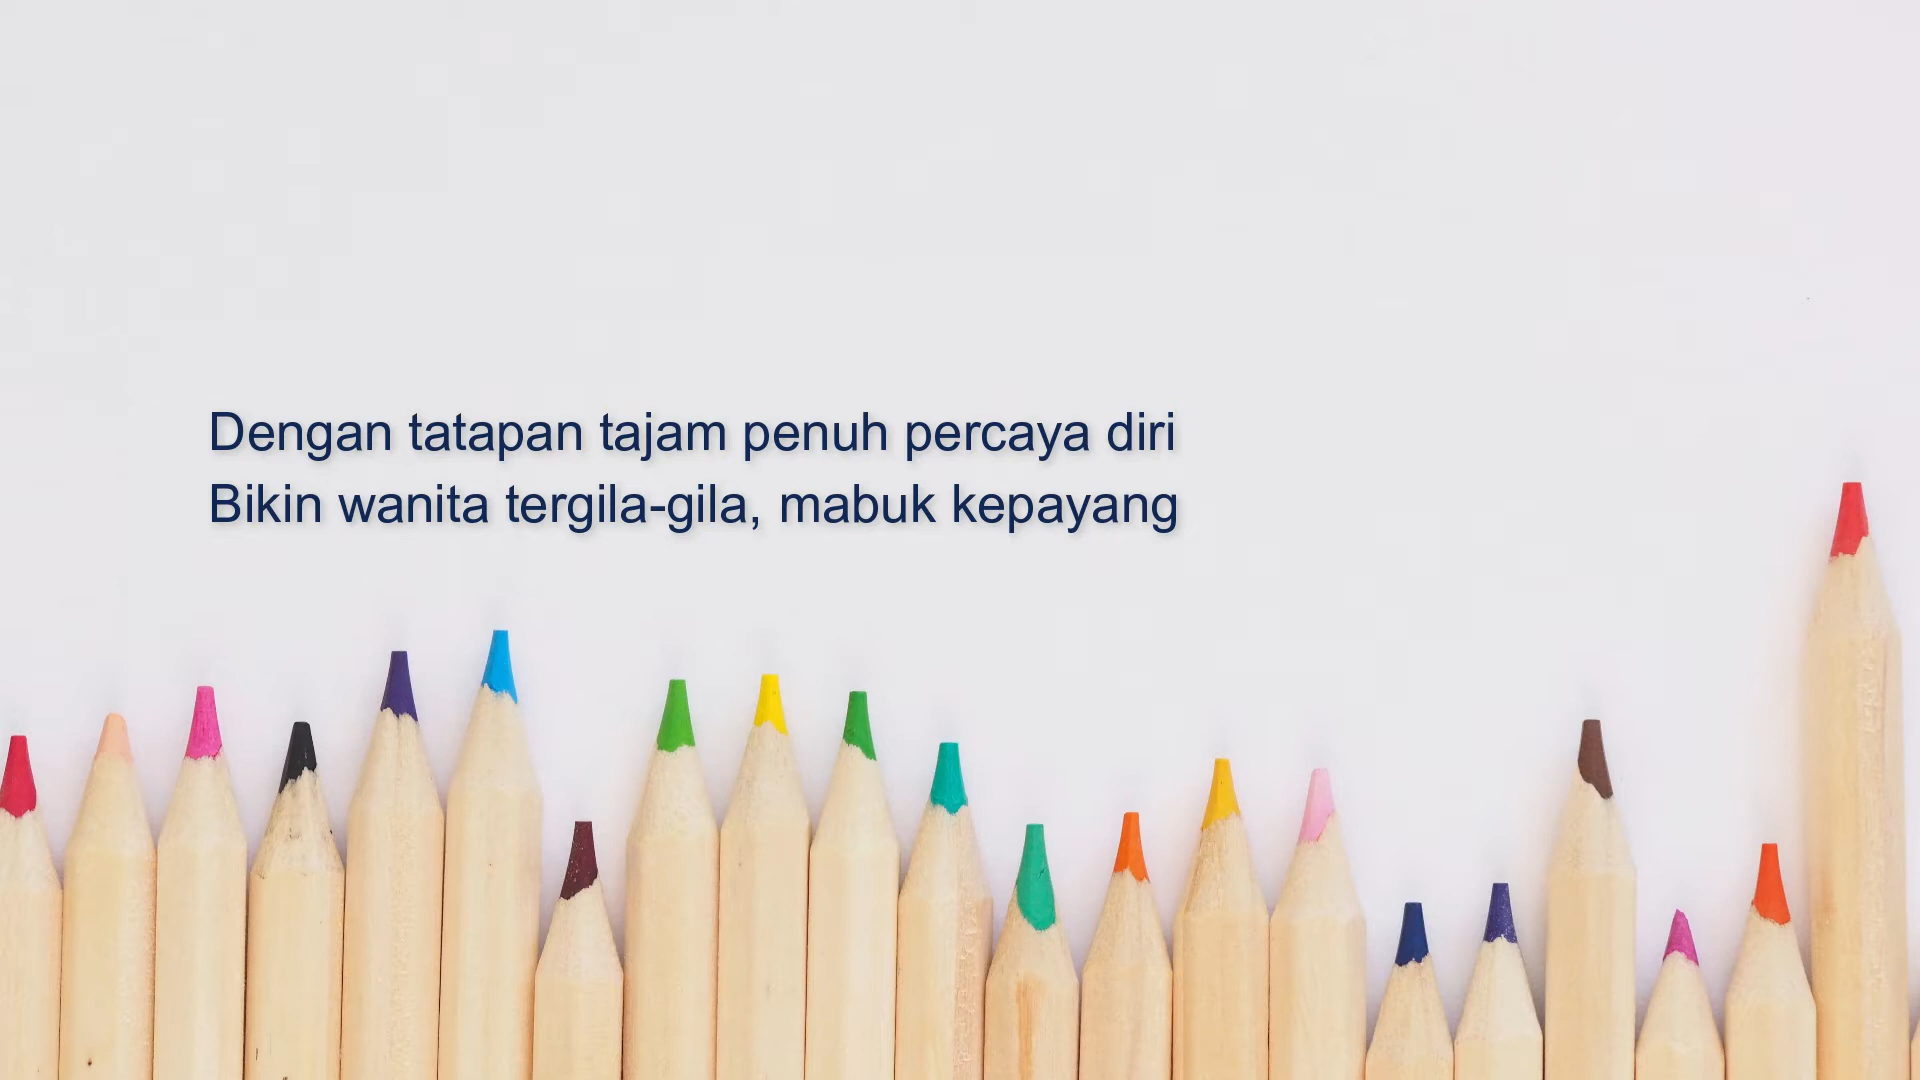 Dengan tatapan tajam penuh percaya diri
Bikin wanita tergila-gila, mabuk kepayang